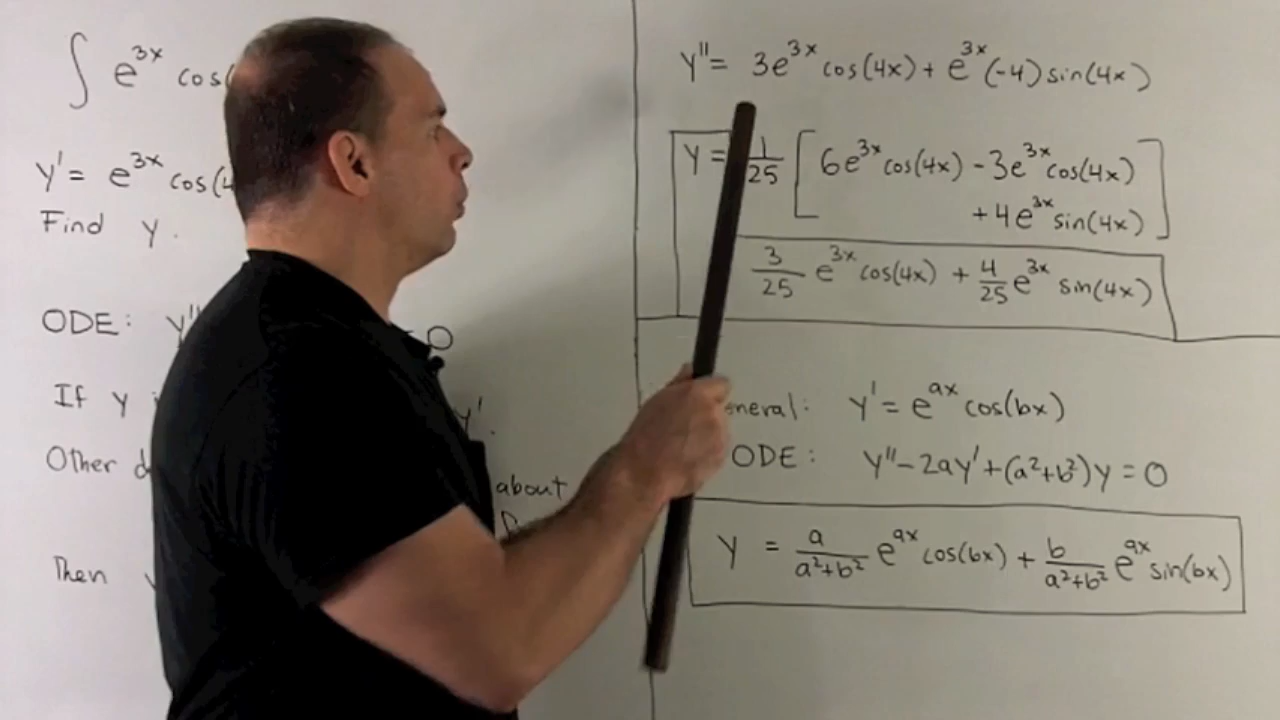 ∫ e^{3x} cos(
y' = e^{3x} cos(4
Find y.
ODE: y'' = 0
If y y'.
Other about
Then
y'' = 3e^{3x} cos(4x) + e^{3x}(-4) sin(4x)
y = 1/25 [ 6e^{3x} cos(4x) - 3e^{3x} cos(4x)
+ 4e^{3x} sin(4x) ]
3/25 e^{3x} cos(4x) + 4/25 e^{3x} sin(4x)
eneral: y' = e^{ax} cos(bx)
ODE: y'' - 2ay' + (a²+b²)y = 0
y = a/(a²+b²) e^{ax} cos(bx) + b/(a²+b²) e^{ax} sin(bx)